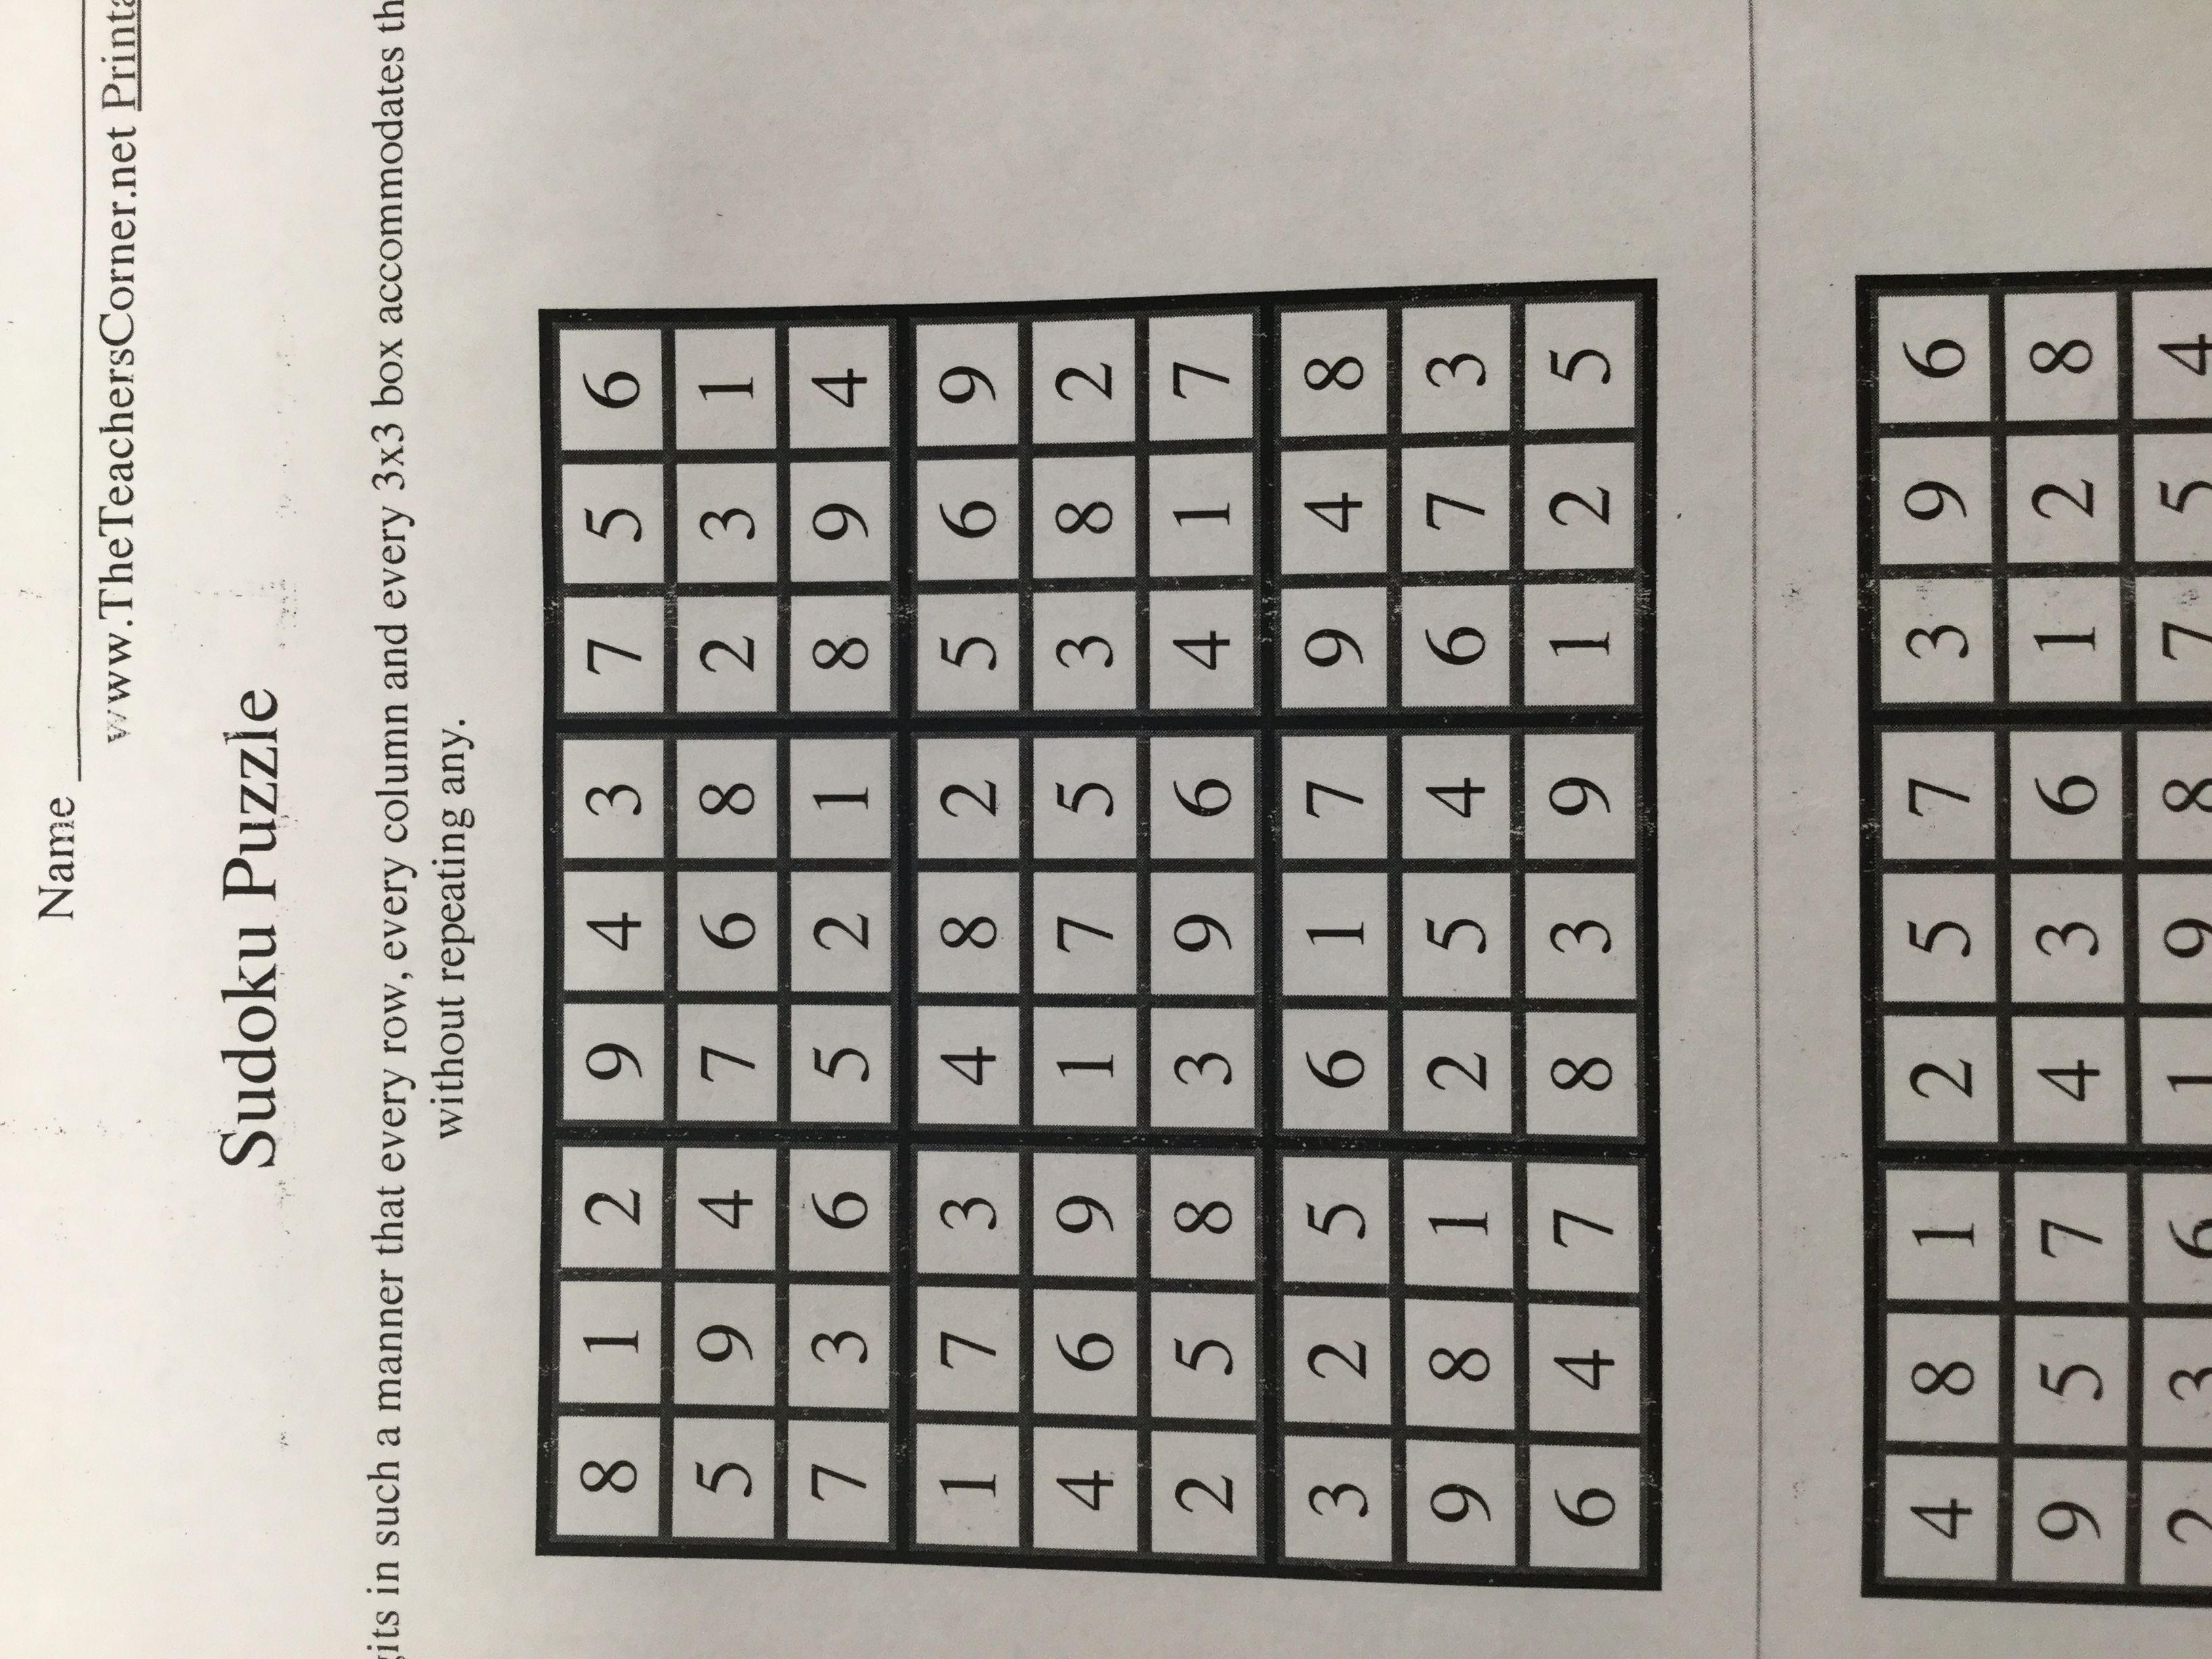 Name
www.TheTeachersCorner.net
Sudoku Puzzle
in such a manner that every row, every column and every 3x3 box accommodates
without repeating any.
8 1 2 9 4 3 7 5 6
5 9 4 7 6 8 2 3 1
7 3 6 5 2 1 8 9 4
1 7 3 4 8 2 5 6 9
4 6 9 1 7 5 3 8 2
2 5 8 3 9 6 4 1 7
3 2 5 6 1 7 9 4 8
9 8 1 2 5 4 6 7 3
6 4 7 8 3 9 1 2 5
4 8 1 2 5 7 3 9 6
9 5 7 4 3 6 1 2 8
2 3 6 1 9 8 7 5 4